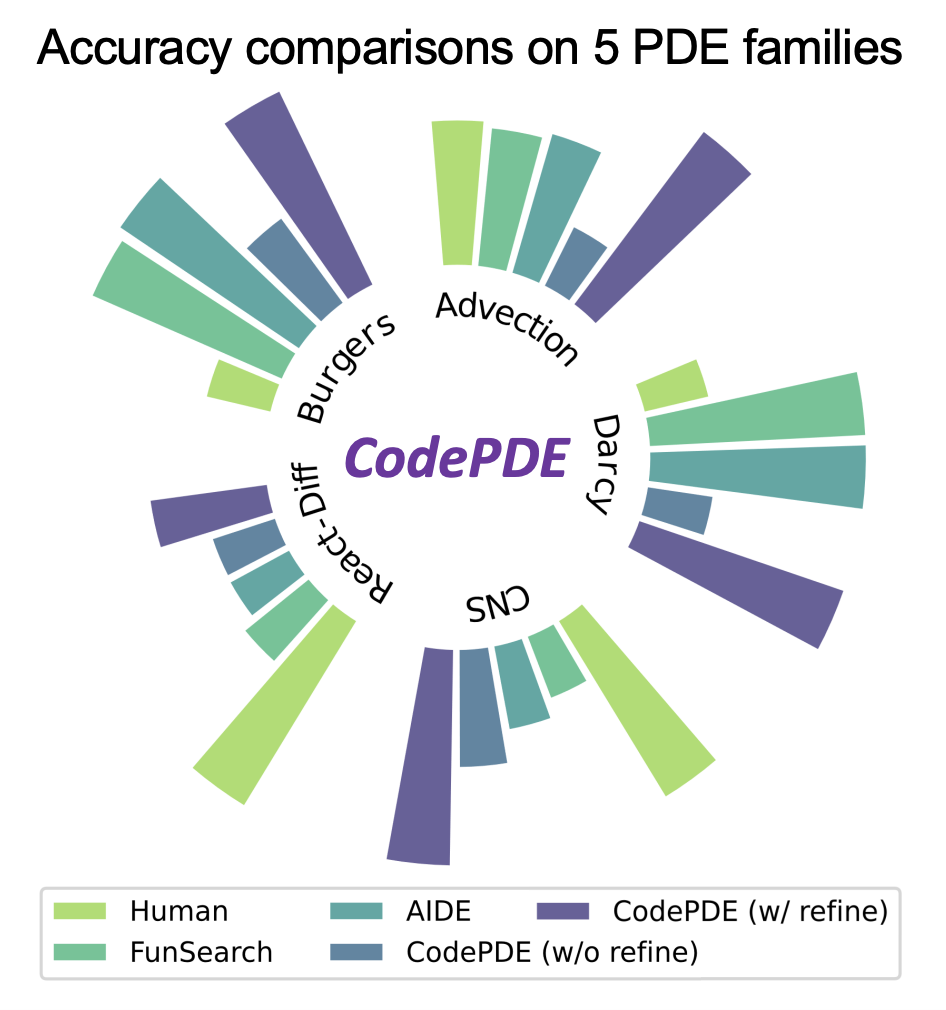 Accuracy comparisons on 5 PDE families
Advection
Burgers
Darcy
CodePDE
React-Diff
CNS
Human
FunSearch
AIDE
CodePDE (w/o refine)
CodePDE (w/ refine)